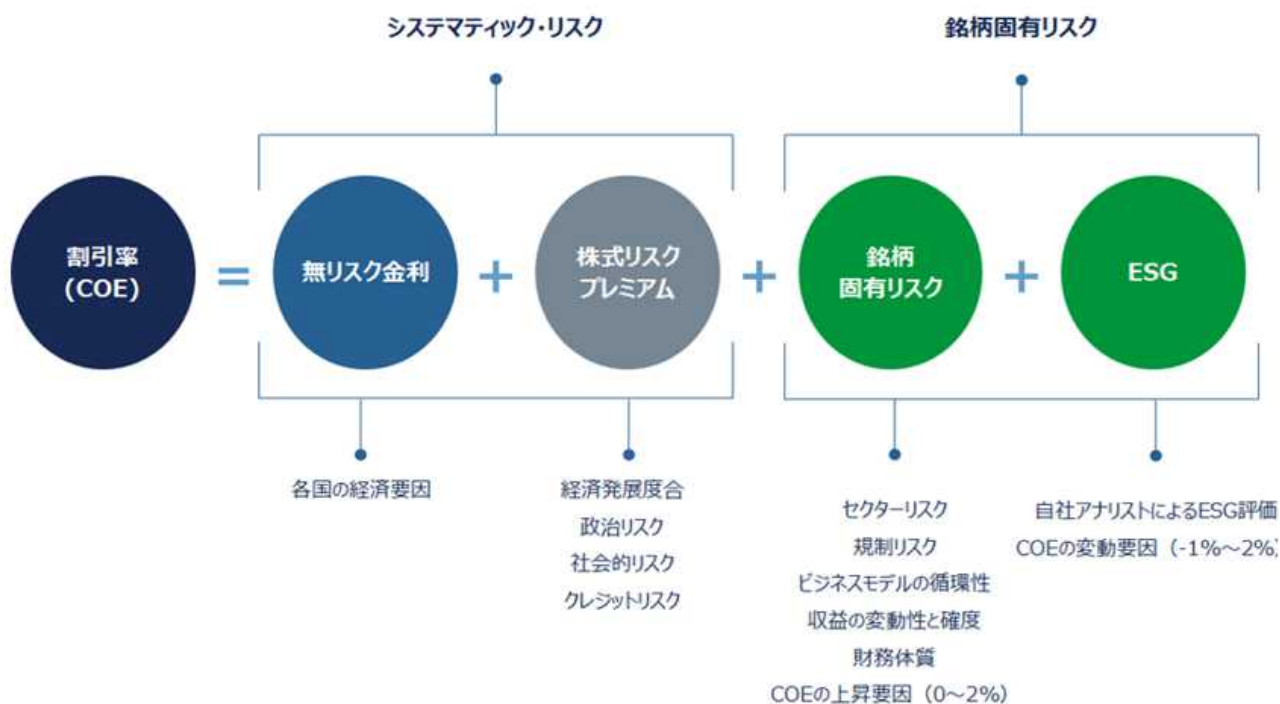 システマティック・リスク
銘柄固有リスク
割引率
(COE)
=
無リスク金利
+
株式リスク
プレミアム
+
銘柄
固有リスク
+
ESG
各国の経済要因
経済発展度合
政治リスク
社会的リスク
クレジットリスク
セクターリスク
規制リスク
ビジネスモデルの循環性
収益の変動性と確度
財務体質
COEの上昇要因（0～2%）
自社アナリストによるESG評価
COEの変動要因（-1%～2%）